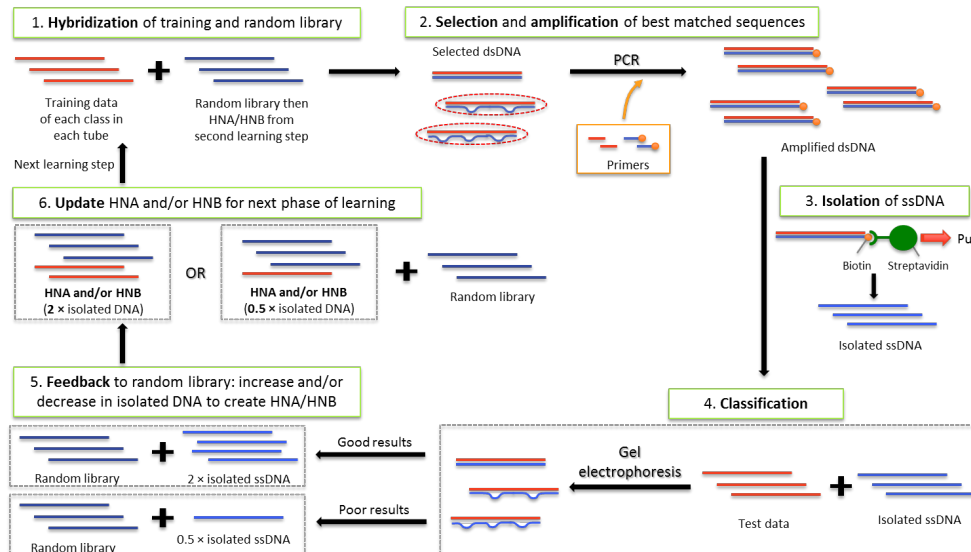 1. Hybridization of training and random library
2. Selection and amplification of best matched sequences
Selected dsDNA
PCR
Training data
of each class in
each tube
Random library then
HNA/HNB from
second learning step
Primers
Amplified dsDNA
Next learning step
6. Update HNA and/or HNB for next phase of learning
3. Isolation of ssDNA
Pu
Biotin
Streptavidin
Isolated ssDNA
HNA and/or HNB
(2 × isolated DNA)
OR
HNA and/or HNB
(0.5 × isolated DNA)
Random library
5. Feedback to random library: increase and/or
decrease in isolated DNA to create HNA/HNB
4. Classification
Random library
2 × isolated ssDNA
Good results
Gel
electrophoresis
Test data
Isolated ssDNA
Random library
0.5 × isolated ssDNA
Poor results